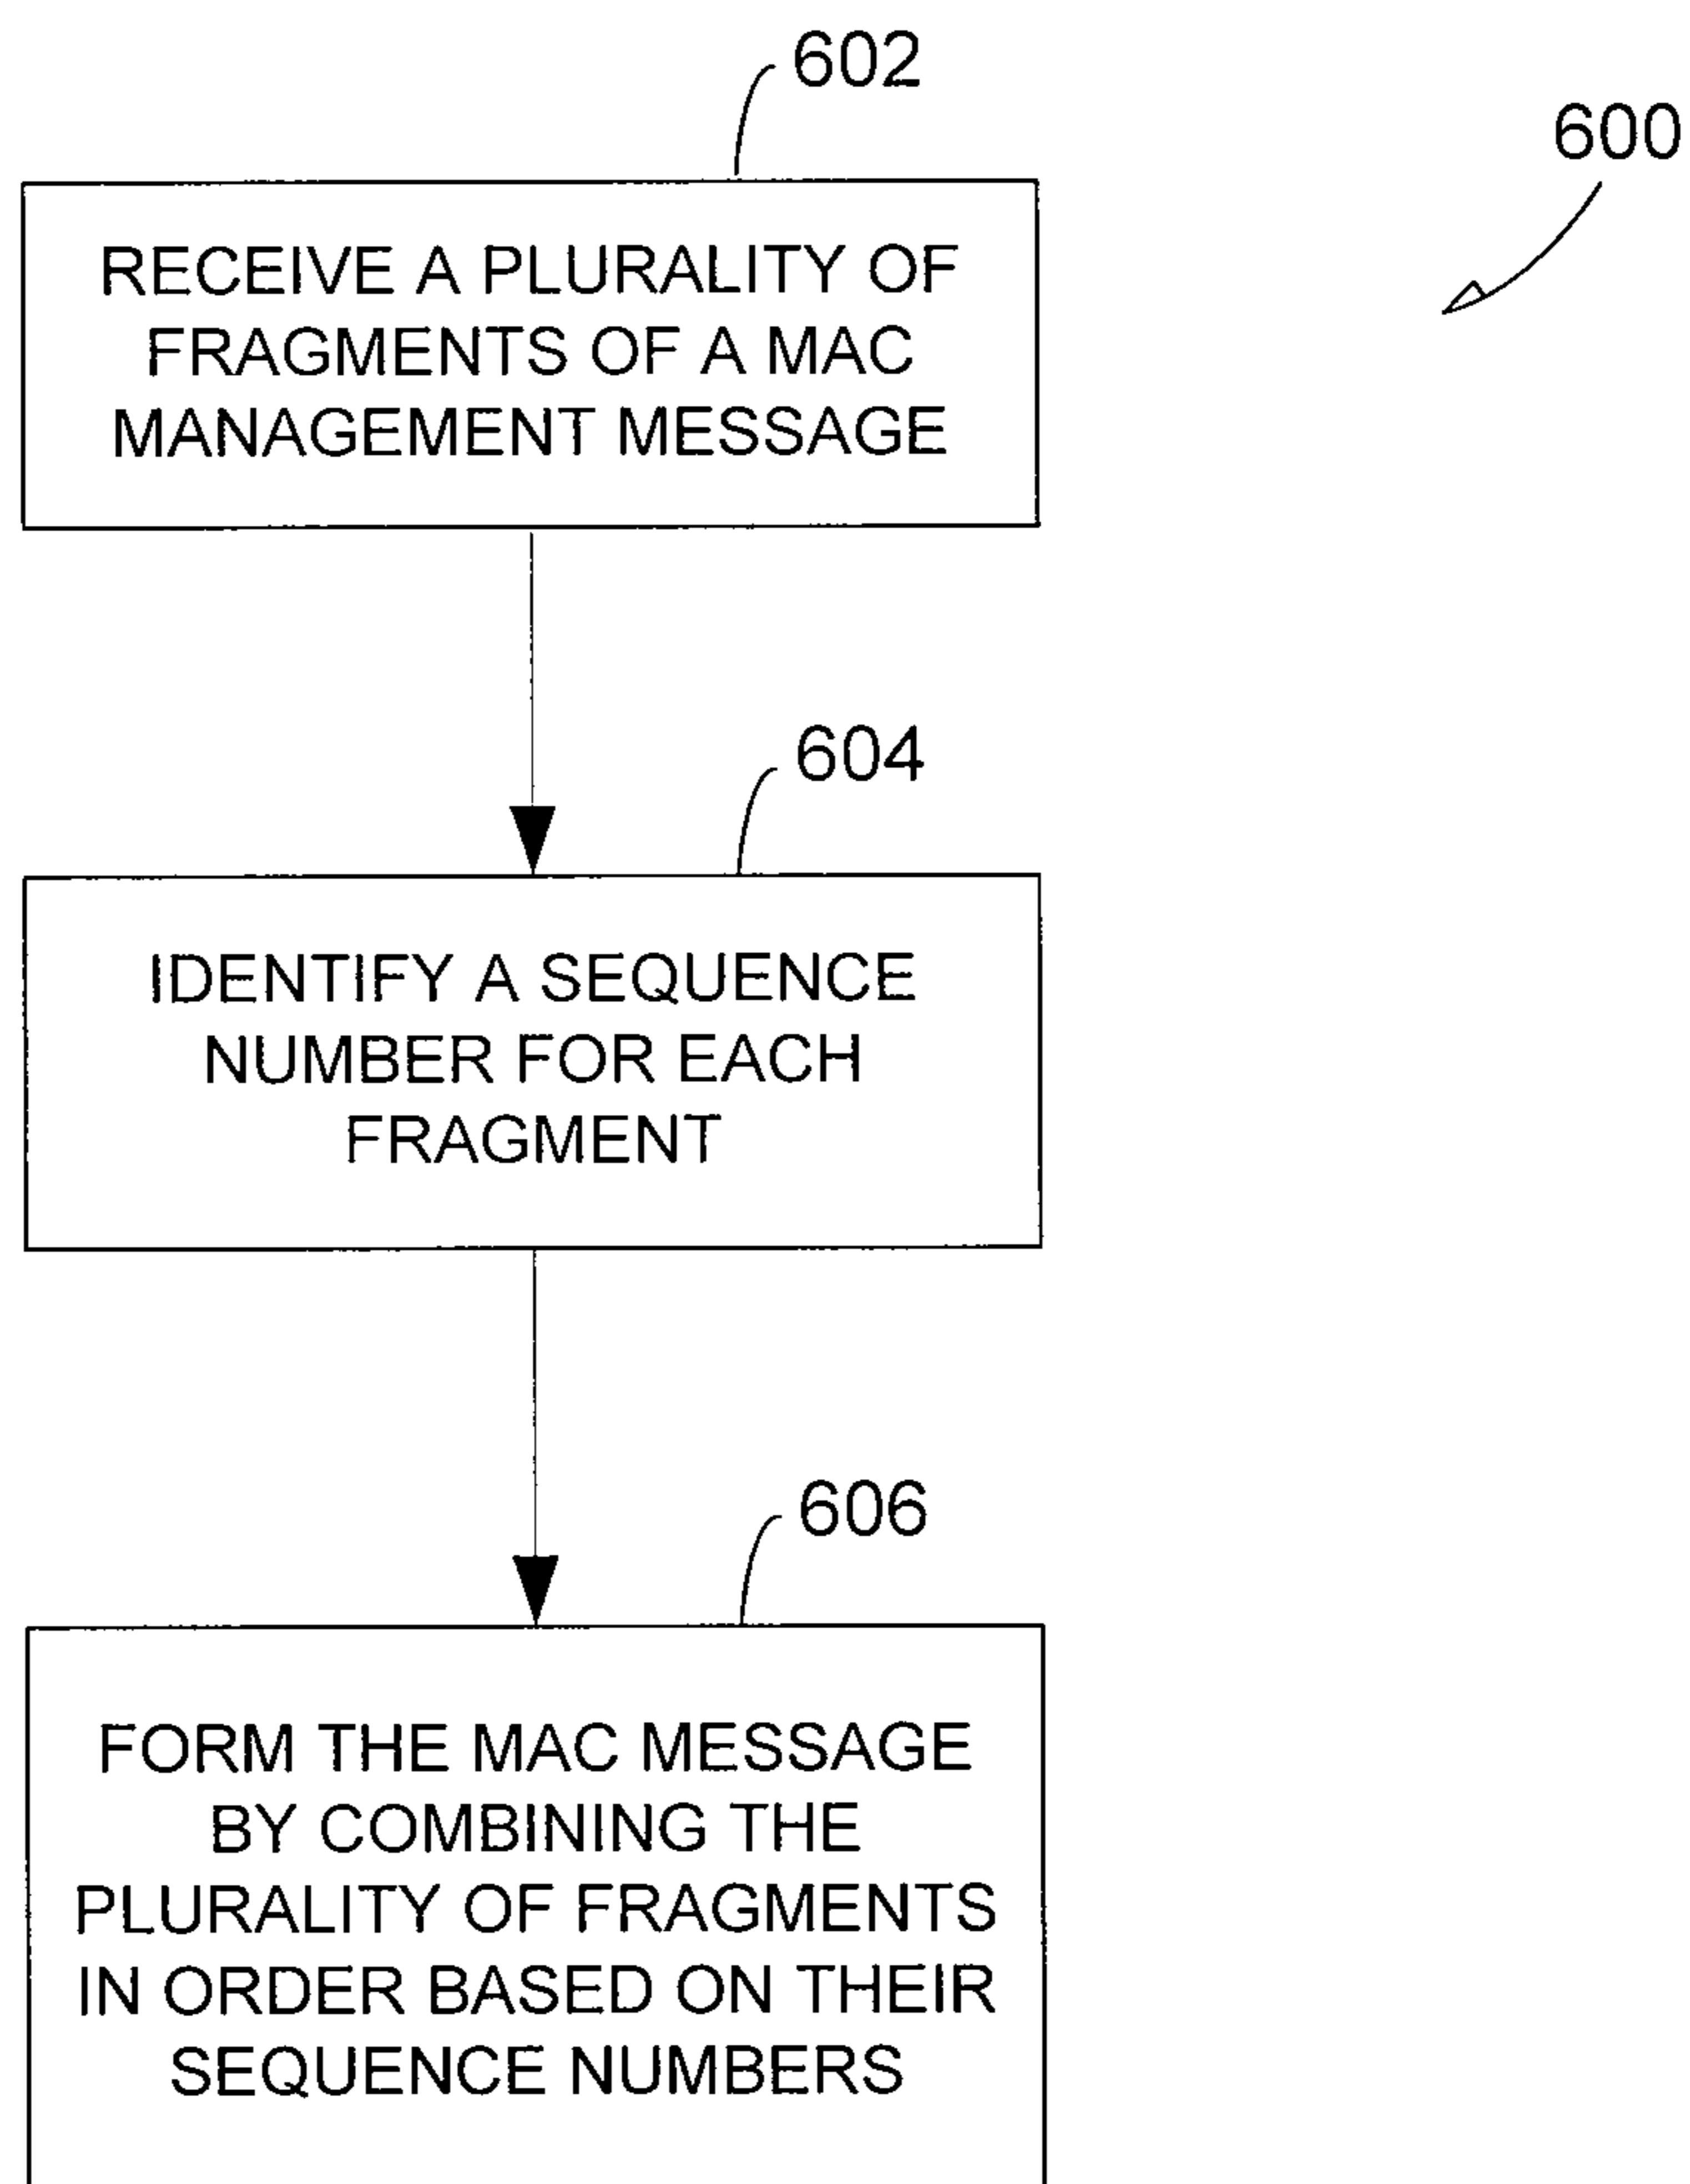 602
600
RECEIVE A PLURALITY OF
FRAGMENTS OF A MAC
MANAGEMENT MESSAGE
604
IDENTIFY A SEQUENCE
NUMBER FOR EACH
FRAGMENT
606
FORM THE MAC MESSAGE
BY COMBINING THE
PLURALITY OF FRAGMENTS
IN ORDER BASED ON THEIR
SEQUENCE NUMBERS